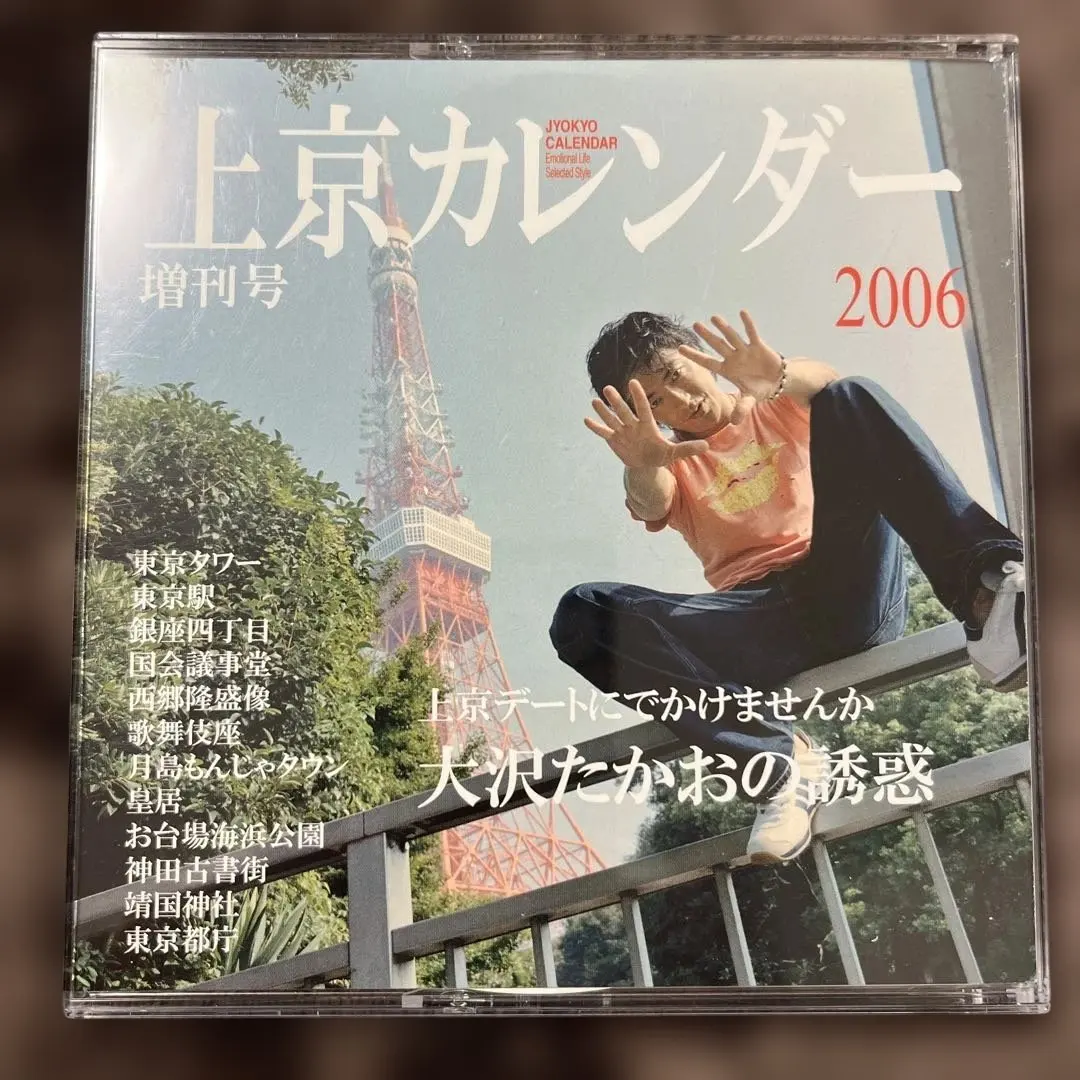 上京カレンダー
JYOKYO
CALENDAR
Emotional Life
Selected Style
増刊号
2006
東京タワー
東京駅
銀座四丁目
国会議事堂
西郷隆盛像
歌舞伎座
月島もんじゃタウン
皇居
お台場海浜公園
神田古書街
靖国神社
東京都庁
上京デートにでかけませんか
大沢たかおの誘惑